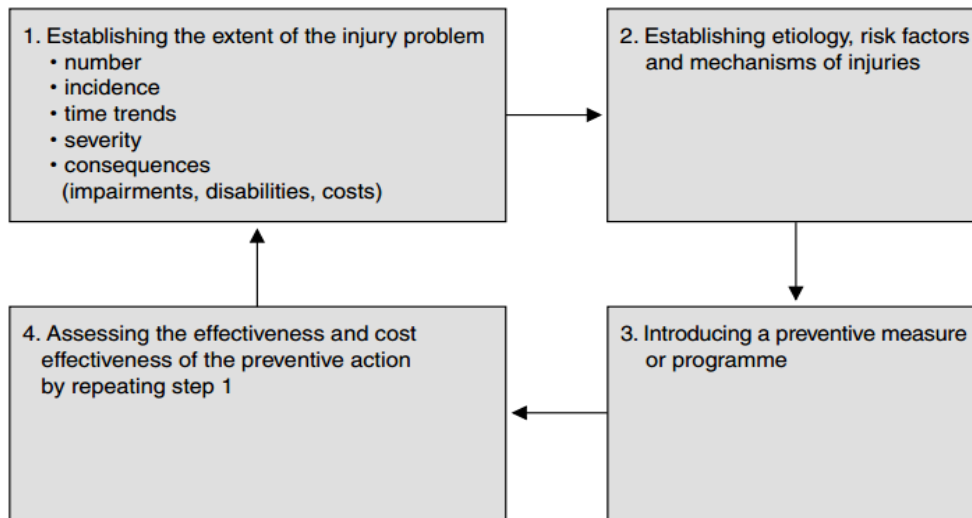 1. Establishing the extent of the injury problem
• number
• incidence
• time trends
• severity
• consequences
(impairments, disabilities, costs)
2. Establishing etiology, risk factors
and mechanisms of injuries
3. Introducing a preventive measure
or programme
4. Assessing the effectiveness and cost
effectiveness of the preventive action
by repeating step 1